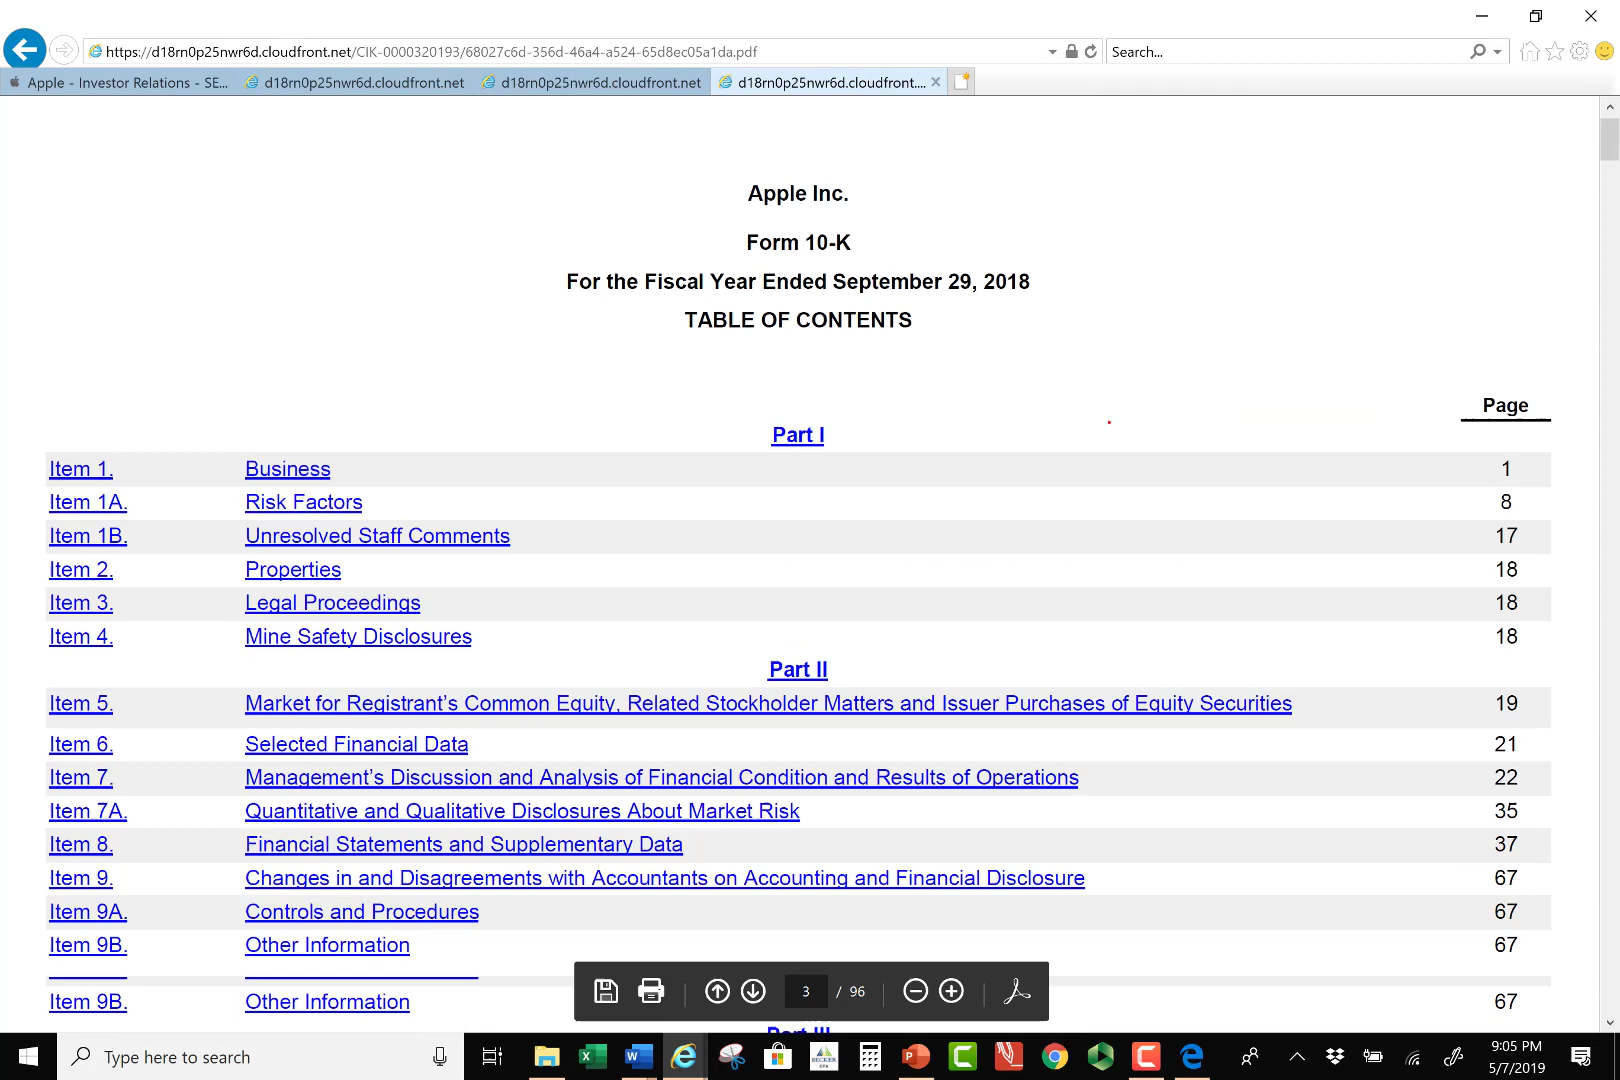 https://d18rn0p25nwr6d.cloudfront.net/CIK-0000320193/68027c6d-356d-46a4-a524-65d8ec05a1da.pdf
Search...
Apple - Investor Relations - SE...
d18rn0p25nwr6d.cloudfront.net
d18rn0p25nwr6d.cloudfront.net
d18rn0p25nwr6d.cloudfront....
Apple Inc.
Form 10-K
For the Fiscal Year Ended September 29, 2018
TABLE OF CONTENTS
Page
Part I
Item 1. Business 1
Item 1A. Risk Factors 8
Item 1B. Unresolved Staff Comments 17
Item 2. Properties 18
Item 3. Legal Proceedings 18
Item 4. Mine Safety Disclosures 18
Part II
Item 5. Market for Registrant’s Common Equity, Related Stockholder Matters and Issuer Purchases of Equity Securities 19
Item 6. Selected Financial Data 21
Item 7. Management’s Discussion and Analysis of Financial Condition and Results of Operations 22
Item 7A. Quantitative and Qualitative Disclosures About Market Risk 35
Item 8. Financial Statements and Supplementary Data 37
Item 9. Changes in and Disagreements with Accountants on Accounting and Financial Disclosure 67
Item 9A. Controls and Procedures 67
Item 9B. Other Information 67
3 / 96
Item 9B. Other Information 67
Part III
Type here to search
BECKER
CPA
9:05 PM
5/7/2019